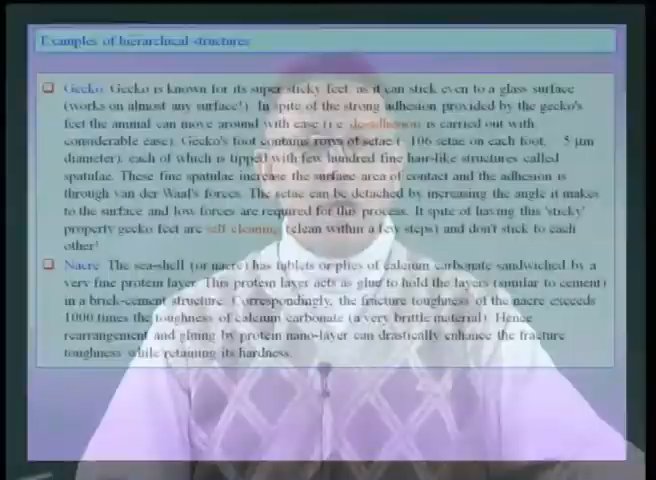 Examples of hierarchical structures
Gecko. Gecko is known for its super sticky feet, as it can stick even to a glass surface
(works on almost any surface!). In spite of the strong adhesion provided by the gecko's
feet the animal can move around with ease (i.e. de-adhesion is carried out with
considerable ease). Gecko's foot contains rows of setae (~106 setae on each foot, ~ 5 μm
diameter), each of which is tipped with few hundred fine hair-like structures called
spatulae. These fine spatulae increase the surface area of contact and the adhesion is
through van der Waal's forces. The setae can be detached by increasing the angle it makes
to the surface and low forces are required for this process. It spite of having this 'sticky'
property gecko feet are self cleaning (clean within a few steps) and don't stick to each
other!
Nacre. The sea-shell (or nacre) has tablets or plies of calcium carbonate sandwiched by a
very fine protein layer. This protein layer acts as glue to hold the layers (similar to cement)
in a brick-cement structure. Correspondingly, the fracture toughness of the nacre exceeds
1000 times the toughness of calcium carbonate (a very brittle material). Hence
rearrangement and gluing by protein nano-layer can drastically enhance the fracture
toughness while retaining its hardness.